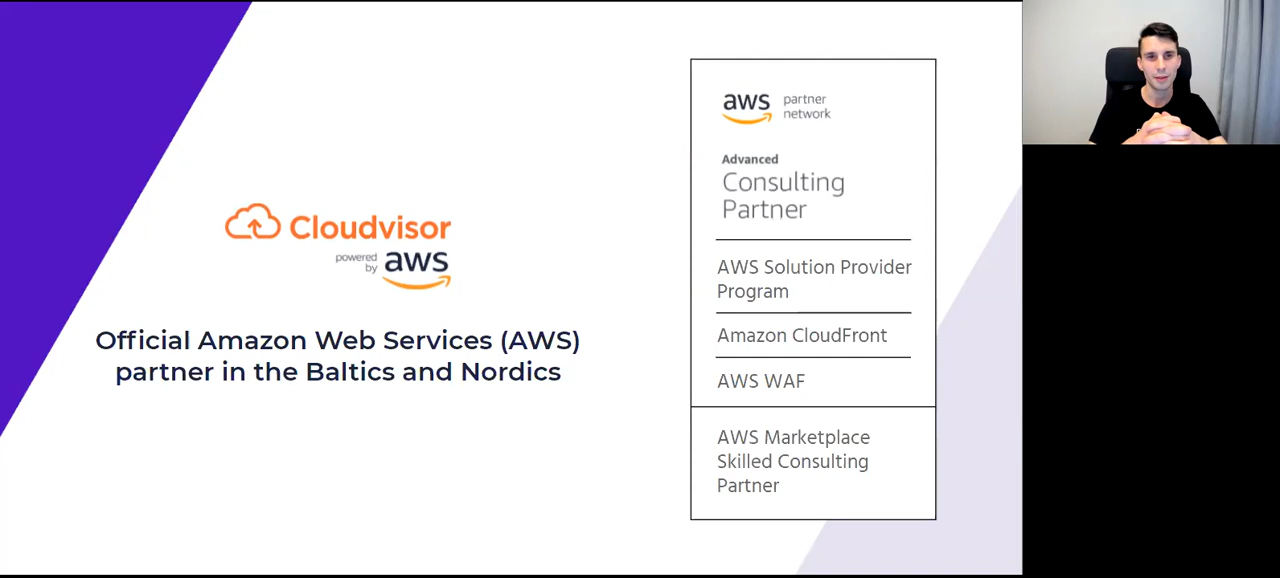 Cloudvisor
powered
by
aws
Official Amazon Web Services (AWS)
partner in the Baltics and Nordics
aws
partner
network
Advanced
Consulting
Partner
AWS Solution Provider
Program
Amazon CloudFront
AWS WAF
AWS Marketplace
Skilled Consulting
Partner